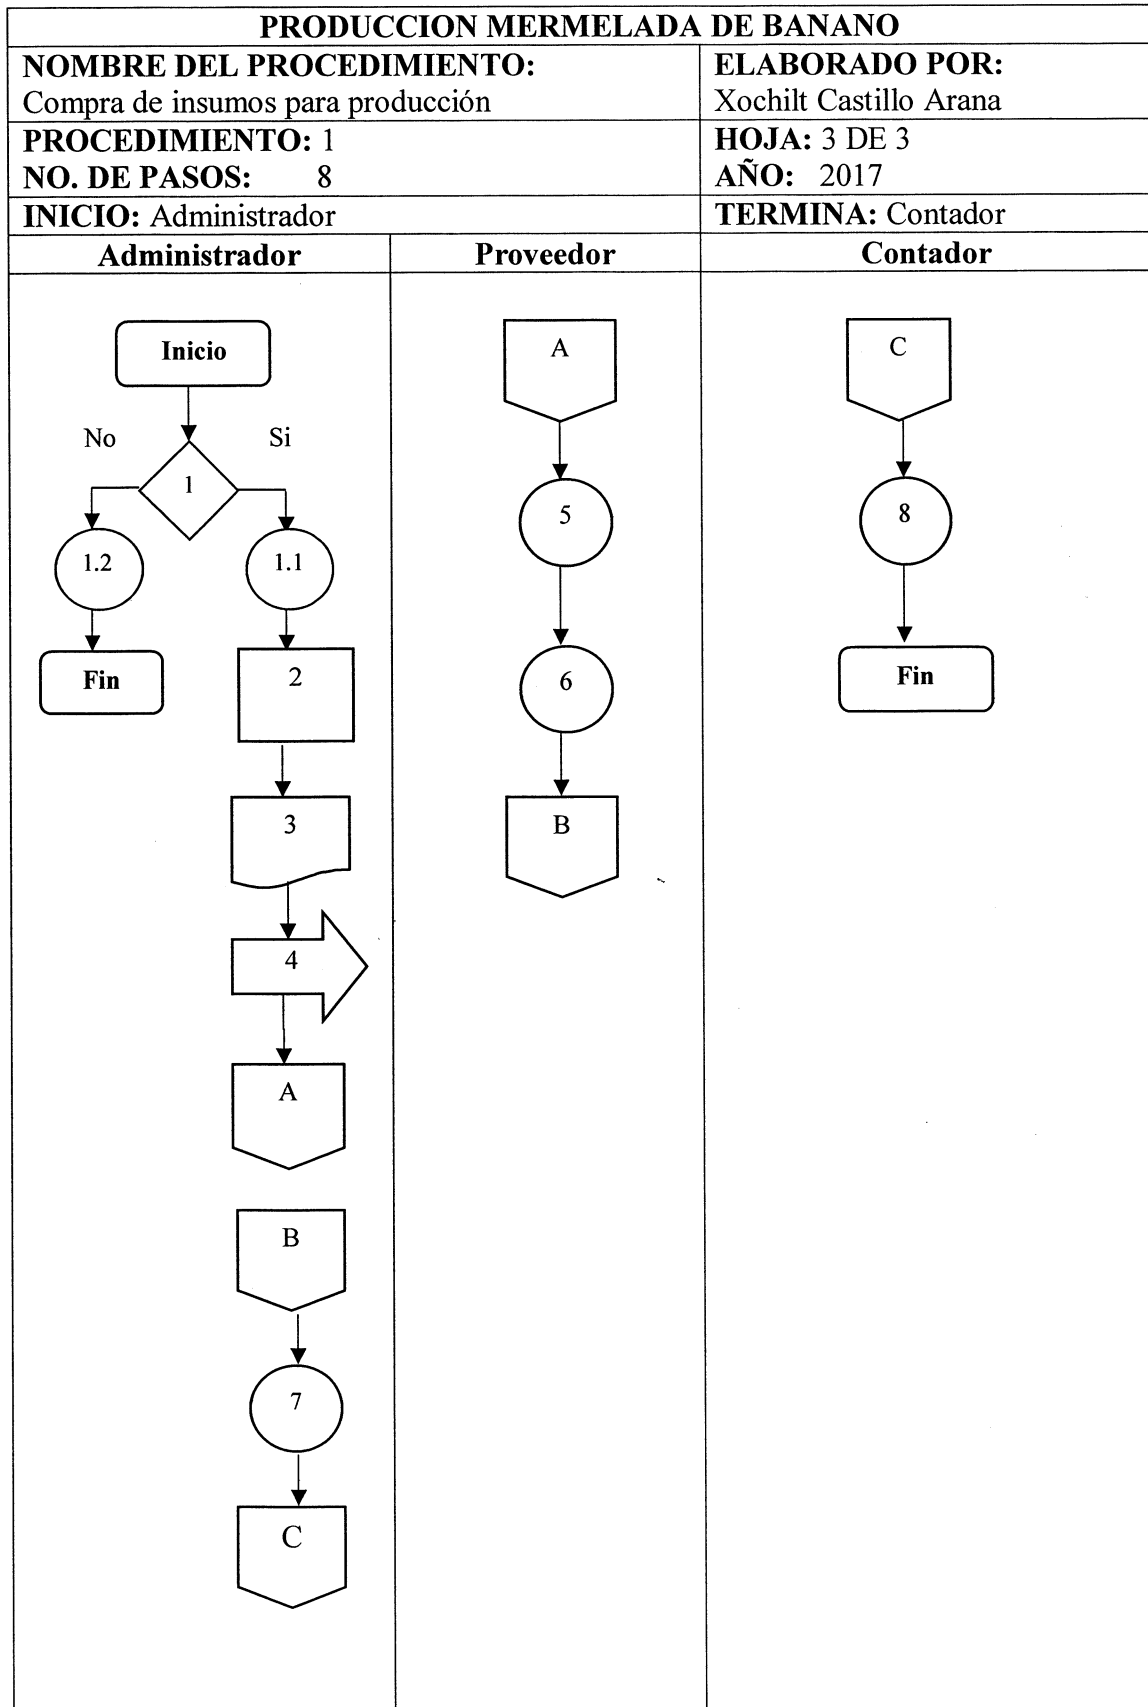 PRODUCCION MERMELADA DE BANANO
NOMBRE DEL PROCEDIMIENTO:
Compra de insumos para producción
ELABORADO POR:
Xochilt Castillo Arana
PROCEDIMIENTO: 1
NO. DE PASOS: 8
HOJA: 3 DE 3
AÑO: 2017
INICIO: Administrador
TERMINA: Contador
Administrador
Proveedor
Contador
Inicio
No
Si
1
1.2
1.1
Fin
2
3
4
A
B
7
C
A
5
6
B
C
8
Fin